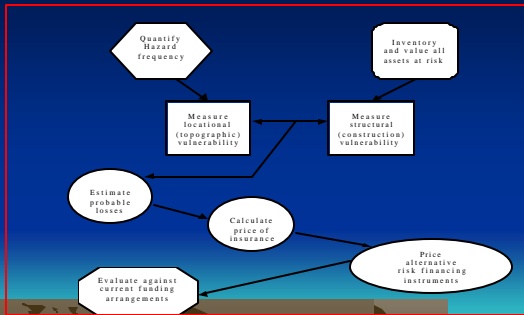 Quantify
Hazard
frequency
Inventory
and value all
assets at risk
Measure
locational
(topographic)
vulnerability
Measure
structural
(construction)
vulnerability
Estimate
probable
losses
Calculate
price of
insurance
Price
alternative
risk financing
instruments
Evaluate against
current funding
arrangements